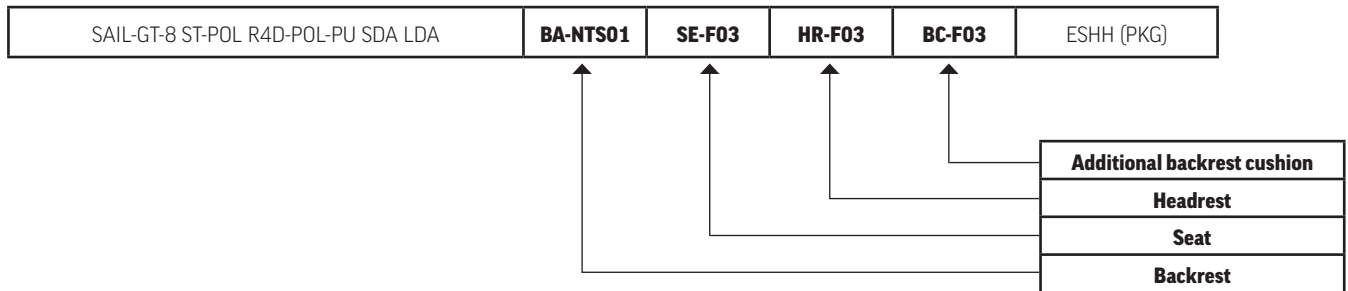 SAIL-GT-8 ST-POL R4D-POL-PU SDA LDA BA-NTS01 SE-F03 HR-F03 BC-F03 ESHH (PKG)
Additional backrest cushion
Headrest
Seat
Backrest